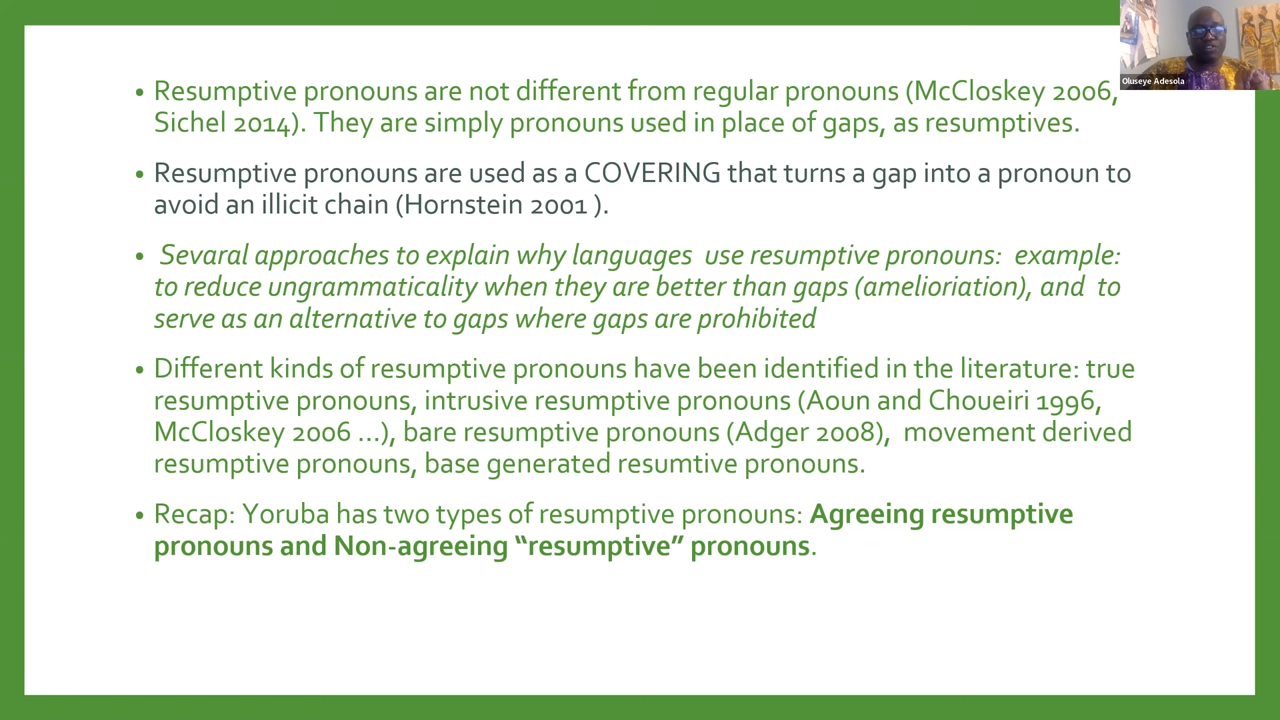 Oluseye Adesola
• Resumptive pronouns are not different from regular pronouns (McCloskey 2006,
Sichel 2014). They are simply pronouns used in place of gaps, as resumptives.
• Resumptive pronouns are used as a COVERING that turns a gap into a pronoun to
avoid an illicit chain (Hornstein 2001 ).
• Sevaral approaches to explain why languages use resumptive pronouns: example:
to reduce ungrammaticality when they are better than gaps (amelioriation), and to
serve as an alternative to gaps where gaps are prohibited
• Different kinds of resumptive pronouns have been identified in the literature: true
resumptive pronouns, intrusive resumptive pronouns (Aoun and Choueiri 1996,
McCloskey 2006 ...), bare resumptive pronouns (Adger 2008), movement derived
resumptive pronouns, base generated resumtive pronouns.
• Recap: Yoruba has two types of resumptive pronouns: Agreeing resumptive
pronouns and Non-agreeing “resumptive” pronouns.